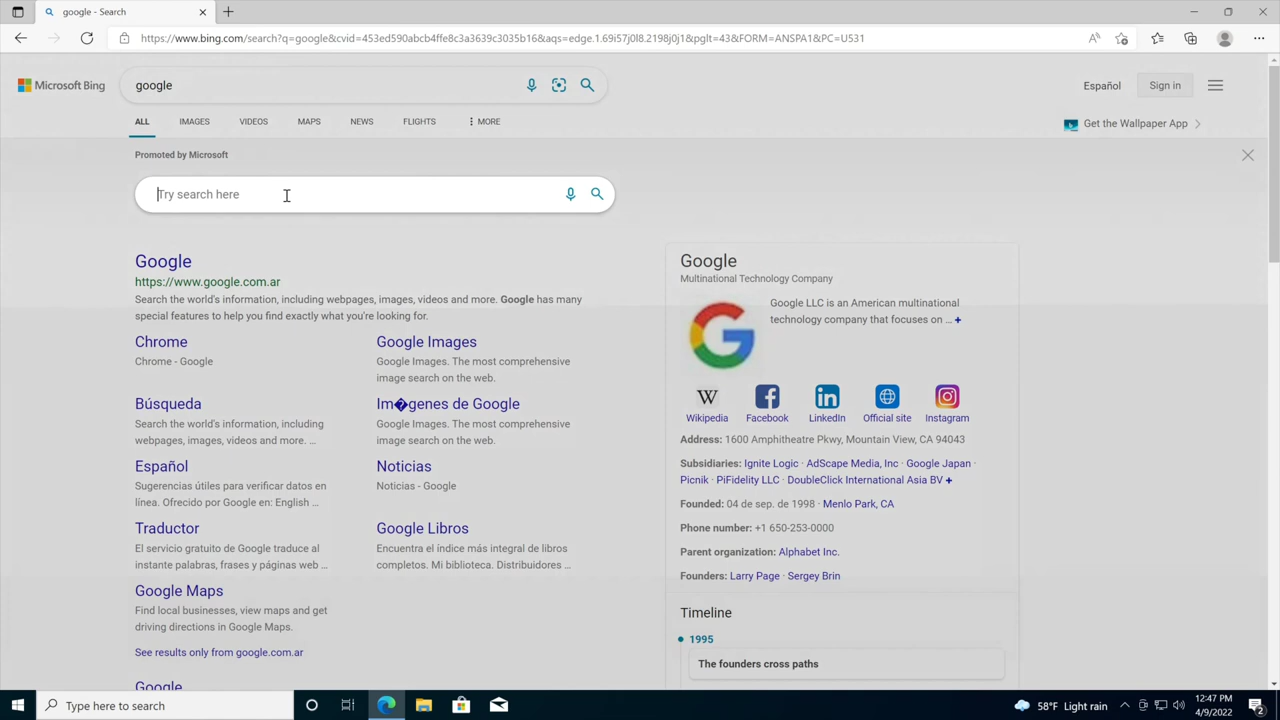 google - Search
https://www.bing.com/search?q=google&cvid=453ed590abcb4ffe8c3a3639c3035b16&aqs=edge.1.69i57j0l8.2198j0j1&pglt=43&FORM=ANSPA1&PC=U531
Microsoft Bing
google
Español
Sign in
ALL IMAGES VIDEOS MAPS NEWS FLIGHTS MORE
Get the Wallpaper App
Promoted by Microsoft
Try search here
Google
https://www.google.com.ar
Search the world's information, including webpages, images, videos and more. Google has many
special features to help you find exactly what you're looking for.
Chrome
Chrome - Google
Google Images
Google Images. The most comprehensive
image search on the web.
Búsqueda
Search the world's information, including
webpages, images, videos and more. ...
Im�genes de Google
Google Images. The most comprehensive
image search on the web.
Español
Sugerencias útiles para verificar datos en
línea. Ofrecido por Google en: English ...
Noticias
Noticias - Google
Traductor
El servicio gratuito de Google traduce al
instante palabras, frases y páginas web ...
Google Libros
Encuentra el índice más integral de libros
completos. Mi biblioteca. Distribuidores ...
Google Maps
Find local businesses, view maps and get
driving directions in Google Maps.
See results only from google.com.ar
Google
Google
Multinational Technology Company
Google LLC is an American multinational
technology company that focuses on ... +
Wikipedia Facebook LinkedIn Official site Instagram
Address: 1600 Amphitheatre Pkwy, Mountain View, CA 94043
Subsidiaries: Ignite Logic · AdScape Media, Inc · Google Japan ·
Picnik · PiFidelity LLC · DoubleClick International Asia BV +
Founded: 04 de sep. de 1998 · Menlo Park, CA
Phone number: +1 650-253-0000
Parent organization: Alphabet Inc.
Founders: Larry Page · Sergey Brin
Timeline
1995
The founders cross paths
Type here to search
58°F Light rain
12:47 PM
4/9/2022
2